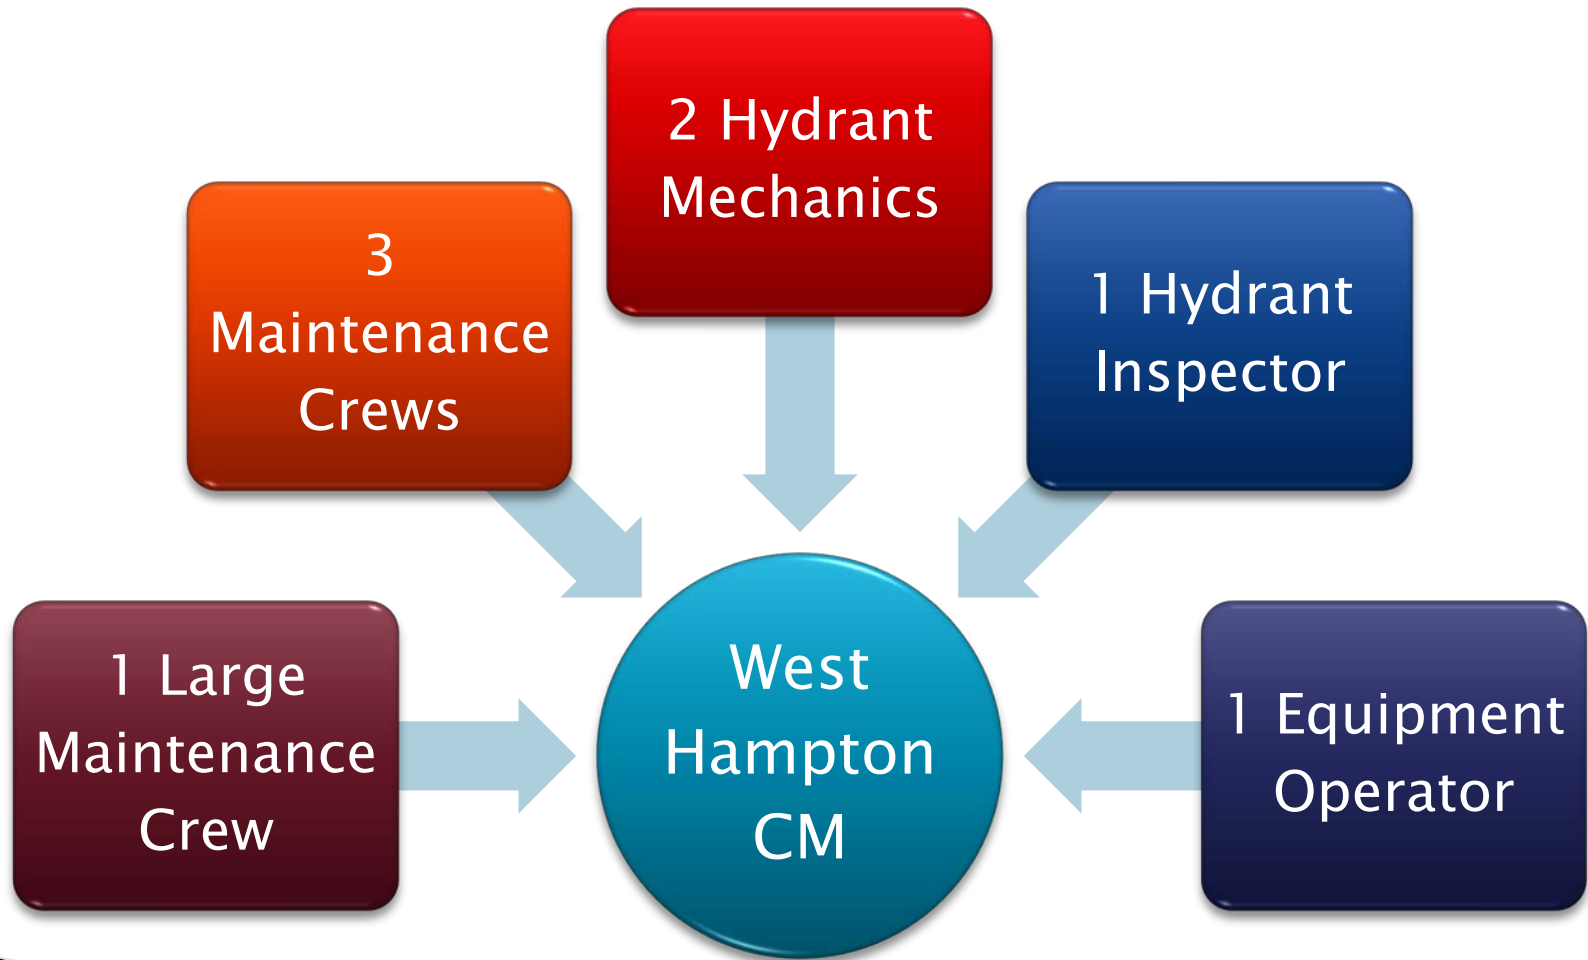 2 Hydrant
Mechanics
3
Maintenance
Crews
1 Hydrant
Inspector
1 Large
Maintenance
Crew
West
Hampton
CM
1 Equipment
Operator